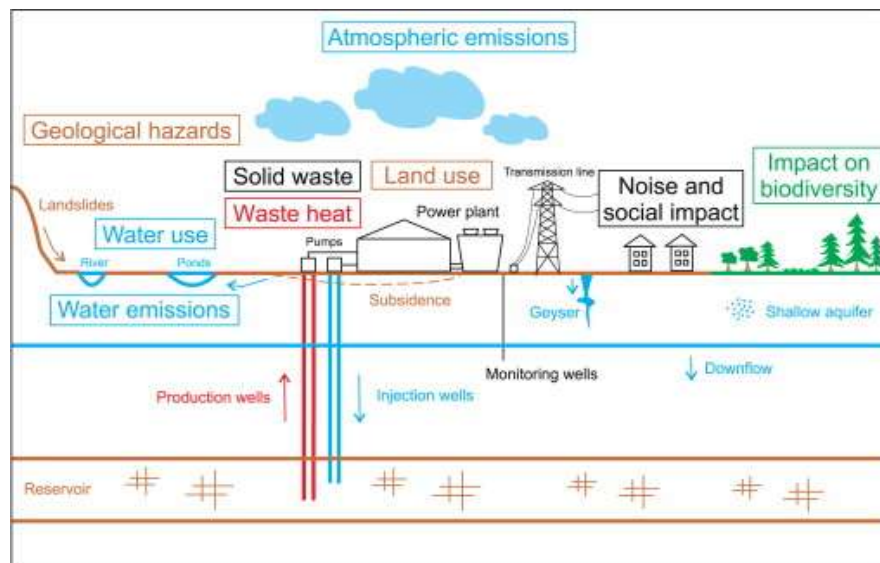 Atmospheric emissions
Geological hazards
Solid waste
Land use
Transmission line
Impact on
biodiversity
Noise and
social impact
Landslides
Waste heat
Power plant
Water use
Pumps
River
Ponds
Water emissions
Subsidence
Geyser
Shallow aquifer
Monitoring wells
Downflow
Production wells
Injection wells
Reservoir